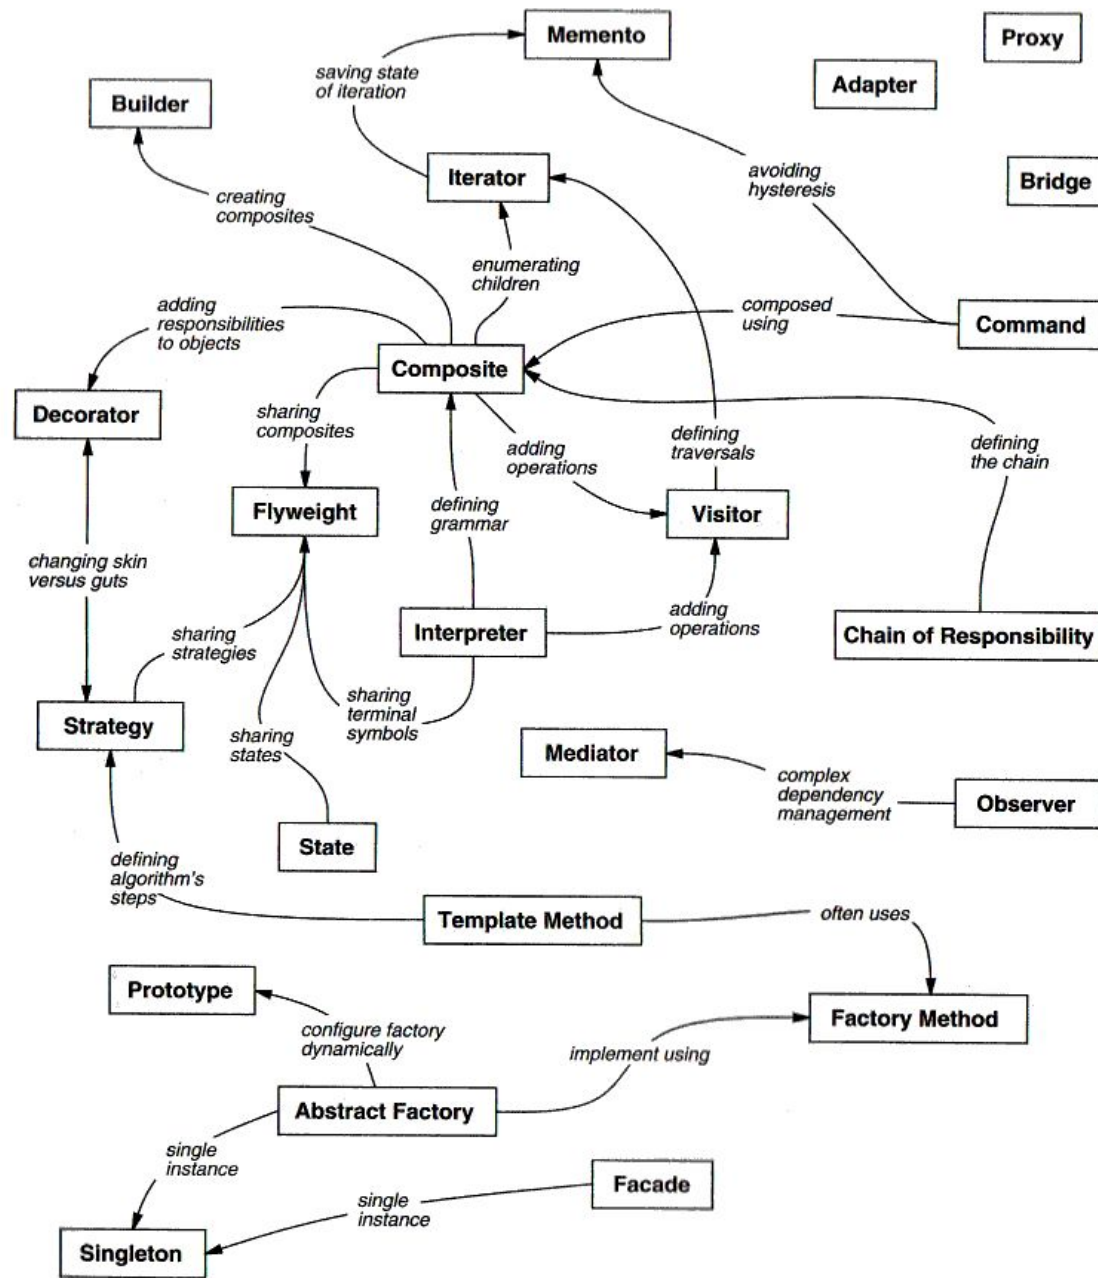 Memento
Proxy
saving state
of iteration
Adapter
Builder
Iterator
avoiding
hysteresis
Bridge
creating
composites
enumerating
children
adding
responsibilities
to objects
composed
using
Command
Composite
Decorator
sharing
composites
adding
operations
defining
traversals
defining
the chain
Flyweight
defining
grammar
Visitor
changing skin
versus guts
sharing
strategies
Interpreter
adding
operations
Chain of Responsibility
Strategy
sharing
states
sharing
terminal
symbols
Mediator
complex
dependency
management
Observer
State
defining
algorithm's
steps
Template Method
often uses
Prototype
configure factory
dynamically
implement using
Factory Method
Abstract Factory
single
instance
single
instance
Facade
Singleton